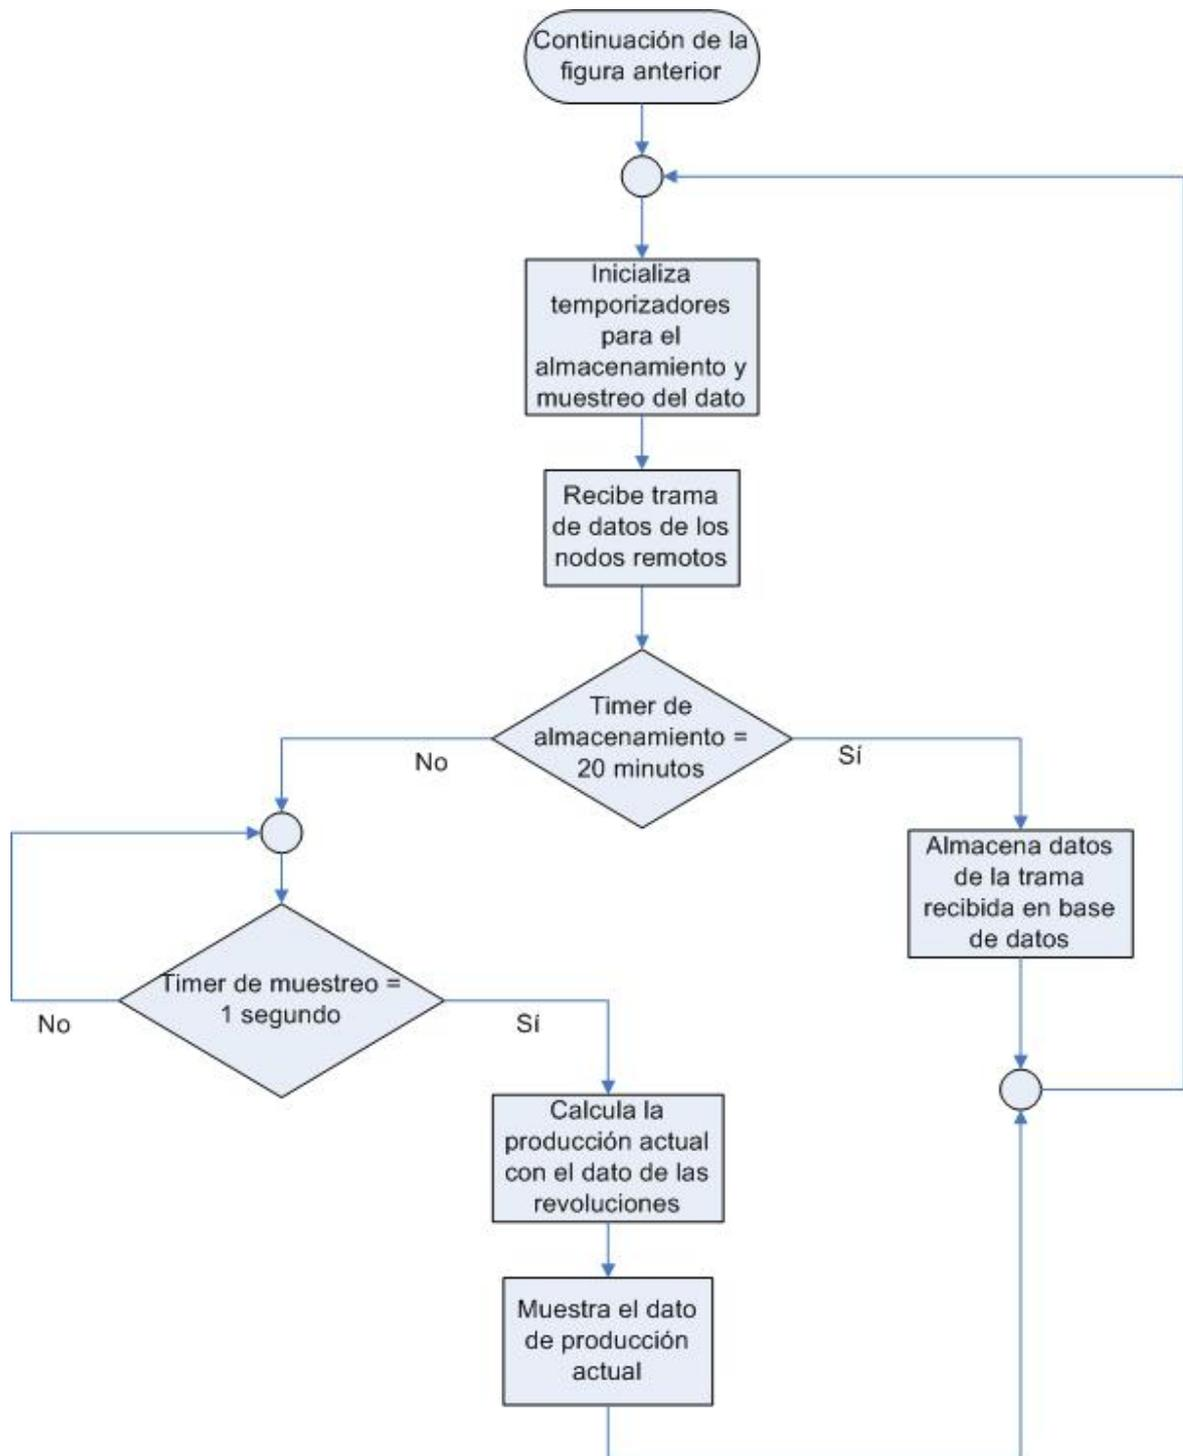 Continuación de la
figura anterior
Inicializa
temporizadores
para el
almacenamiento y
muestreo del dato
Recibe trama
de datos de los
nodos remotos
Timer de
almacenamiento =
20 minutos
No
Sí
Almacena datos
de la trama
recibida en base
de datos
Timer de muestreo =
1 segundo
No
Sí
Calcula la
producción actual
con el dato de las
revoluciones
Muestra el dato
de producción
actual